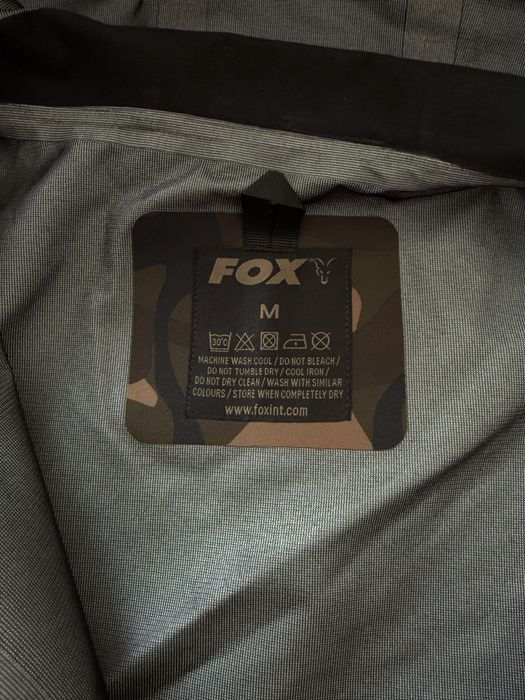 FOX
M
30°C
MACHINE WASH COOL / DO NOT BLEACH /
DO NOT TUMBLE DRY / COOL IRON /
DO NOT DRY CLEAN / WASH WITH SIMILAR
COLOURS / STORE WHEN COMPLETELY DRY
www.foxint.com